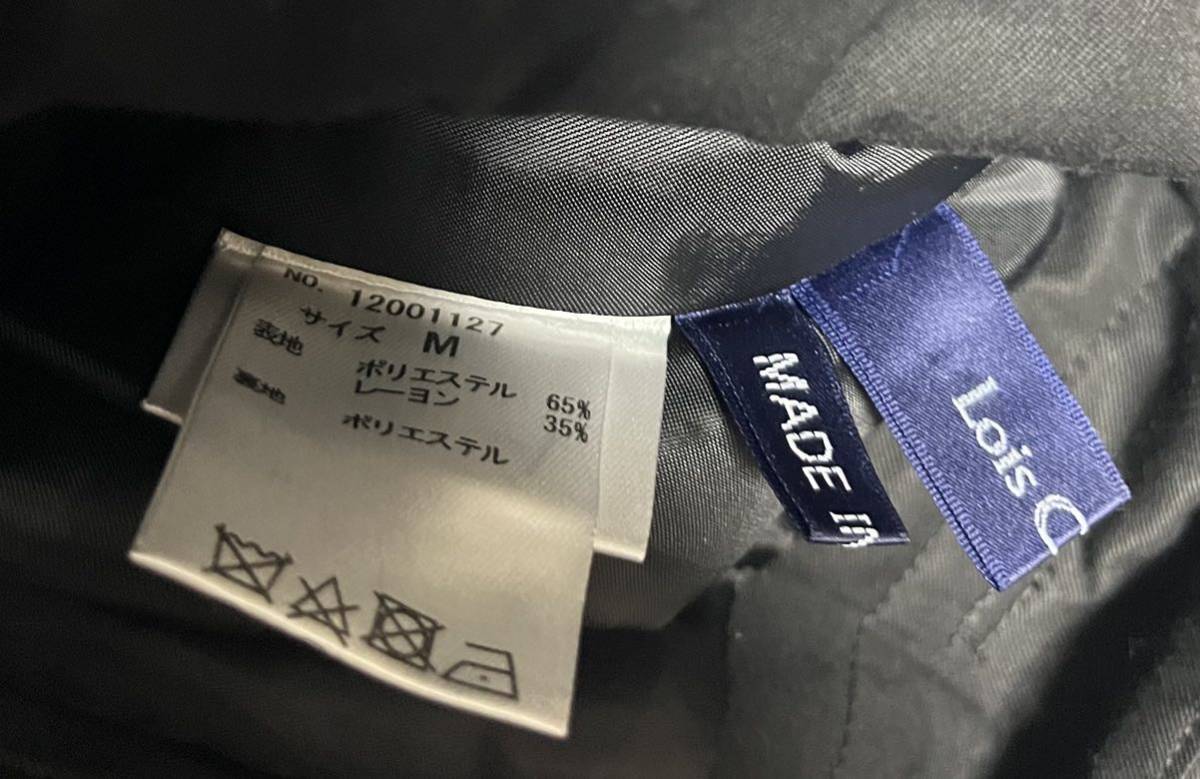 NO. 12001127
サイズ M
表地 ポリエステル 65%
レーヨン 35%
裏地 ポリエステル
MADE IN
Lois C